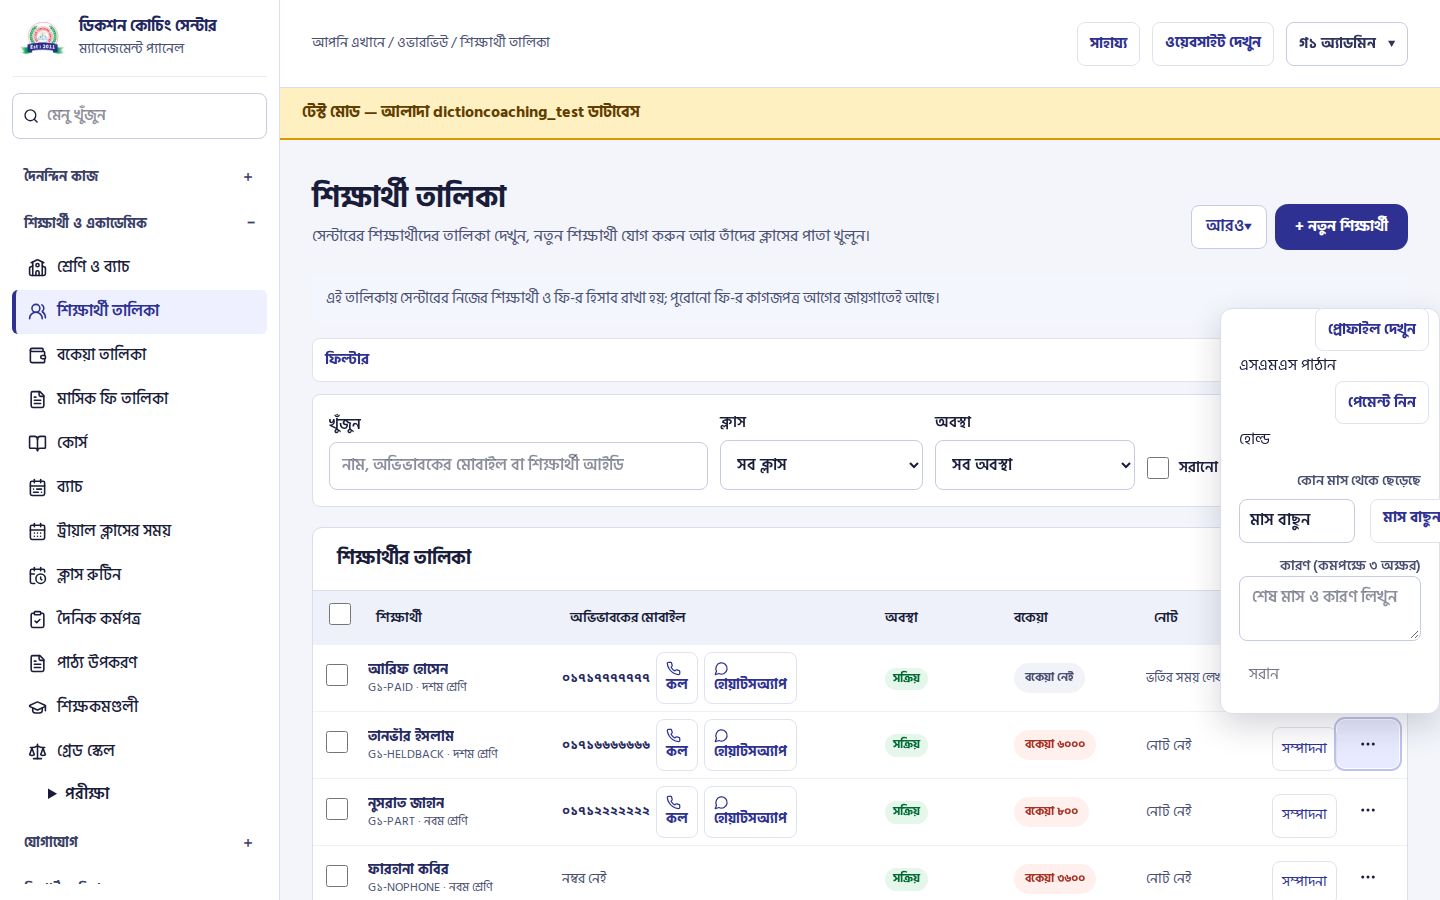 ডিকশন কোচিং সেন্টার
ম্যানেজমেন্ট প্যানেল
Est : 2011
মেনু খুঁজুন
দৈনন্দিন কাজ +
শিক্ষার্থী ও একাডেমিক −
শ্রেণি ও ব্যাচ
শিক্ষার্থী তালিকা
বকেয়া তালিকা
মাসিক ফি তালিকা
কোর্স
ব্যাচ
ট্রায়াল ক্লাসের সময়
ক্লাস রুটিন
দৈনিক কর্মপত্র
পাঠ্য উপকরণ
শিক্ষকমণ্ডলী
গ্রেড স্কেল
▶ পরীক্ষা
যোগাযোগ +
আপনি এখানে / ওভারভিউ / শিক্ষার্থী তালিকা
সাহায্য
ওয়েবসাইট দেখুন
গ১ অ্যাডমিন ▾
টেস্ট মোড — আলাদা dictioncoaching_test ডাটাবেস
শিক্ষার্থী তালিকা
সেন্টারের শিক্ষার্থীদের তালিকা দেখুন, নতুন শিক্ষার্থী যোগ করুন আর তাঁদের ক্লাসের পাতা খুলুন।
আরও▾
+ নতুন শিক্ষার্থী
এই তালিকায় সেন্টারের নিজের শিক্ষার্থী ও ফি-র হিসাব রাখা হয়; পুরোনো ফি-র কাগজপত্র আগের জায়গাতেই আছে।
ফিল্টার
খুঁজুন
ক্লাস
অবস্থা
নাম, অভিভাবকের মোবাইল বা শিক্ষার্থী আইডি
সব ক্লাস
সব অবস্থা
সরানো
প্রোফাইল দেখুন
এসএমএস পাঠান
পেমেন্ট নিন
হোল্ড
কোন মাস থেকে ছেড়েছে
মাস বাছুন
মাস বাছুন
কারণ (কমপক্ষে ৩ অক্ষর)
শেষ মাস ও কারণ লিখুন
সরান
শিক্ষার্থীর তালিকা
শিক্ষার্থী অভিভাবকের মোবাইল অবস্থা বকেয়া নোট
আরিফ হোসেন
G১-PAID · দশম শ্রেণি
০১৭১৭৭৭৭৭৭৭ কল হোয়াটসঅ্যাপ সক্রিয় বকেয়া নেই
তানভীর ইসলাম
G১-HELDBACK · দশম শ্রেণি
০১৭১৬৬৬৬৬৬৬ কল হোয়াটসঅ্যাপ সক্রিয় বকেয়া ৬০০০ নোট নেই সম্পাদনা ···
নুসরাত জাহান
G১-PART · নবম শ্রেণি
০১৭১২২২২২২২ কল হোয়াটসঅ্যাপ সক্রিয় বকেয়া ৮০০ নোট নেই সম্পাদনা ···
ফারহানা কবির
G১-NOPHONE · নবম শ্রেণি
নম্বর নেই সক্রিয় বকেয়া ৩৬০০ নোট নেই সম্পাদনা ···
ভর্তির সময়